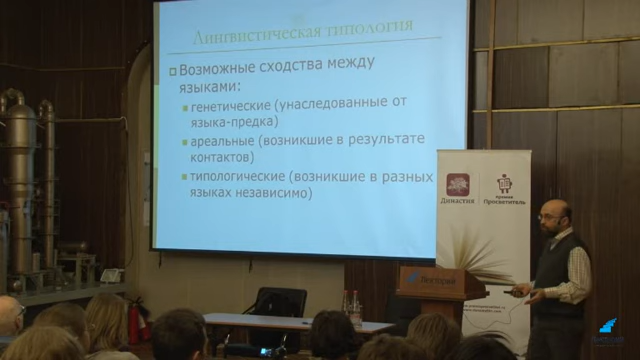 Лингвистическая типология
Возможные сходства между
языками:
генетические (унаследованные от
языка-предка)
ареальные (возникшие в результате
контактов)
типологические (возникшие в разных
языках независимо)
Династия
Просветитель